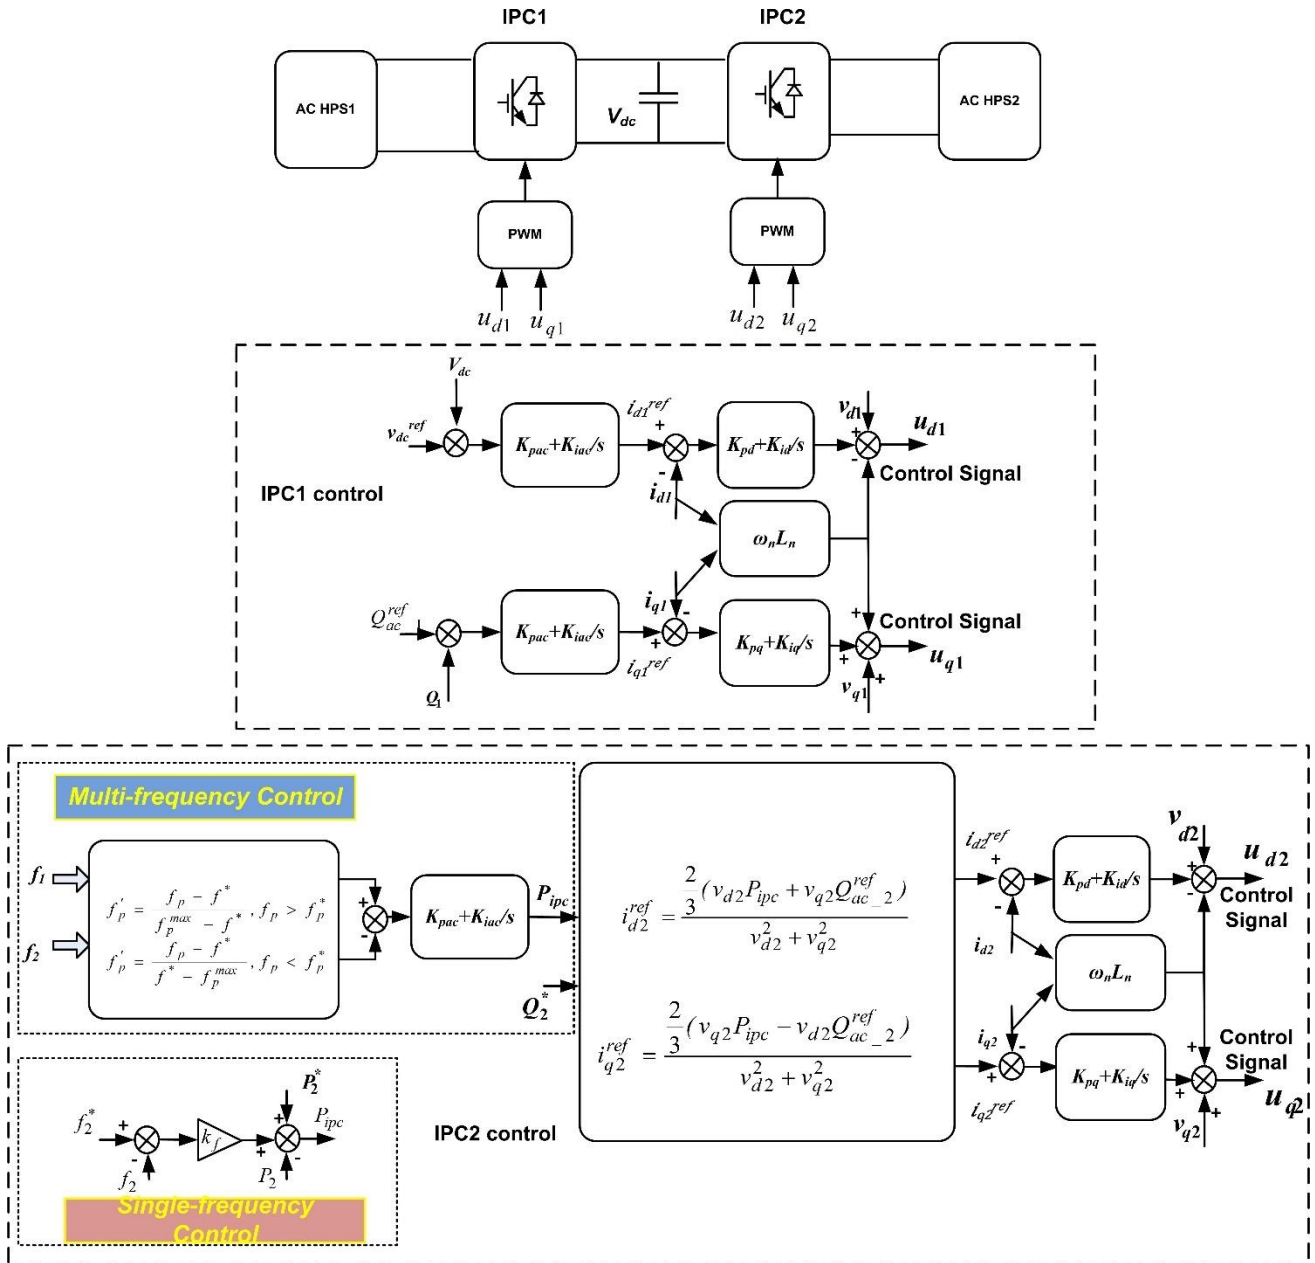 IPC1
IPC2
AC HPS1
V_dc
AC HPS2
PWM
PWM
u_d1
u_q1
u_d2
u_q2
V_dc
v_dc^ref
K_pac+K_iac/s
i_d1^ref
+
-
K_pd+K_id/s
v_d1
+
-
u_d1
Control Signal
IPC1 control
i_d1
ω_nL_n
i_q1
Q_ac^ref
K_pac+K_iac/s
-
+
i_q1^ref
K_pq+K_iq/s
+
+
+
Control Signal
u_q1
Q_1
v_q1
Multi-frequency Control
f_1
f_2
f_p' = (f_p - f^*)/(f_p^max - f^*), f_p > f_p^*
f_p' = (f_p - f^*)/(f^* - f_p^max), f_p < f_p^*
+
-
K_pac+K_iac/s
P_ipc
Q_2^*
i_d2^ref = (2/3 (v_d2 P_ipc + v_q2 Q_ac_2^ref))/(v_d2^2 + v_q2^2)
i_q2^ref = (2/3 (v_q2 P_ipc - v_d2 Q_ac_2^ref))/(v_d2^2 + v_q2^2)
i_d2^ref
+
-
K_pd+K_id/s
v_d2
+
-
u_d2
Control
Signal
i_d2
ω_nL_n
i_q2
-
+
i_q2^ref
K_pq+K_iq/s
+
+
+
Control
Signal
u_q2
v_q2
f_2^*
+
-
f_2
k_f
P_2^*
+
+
-
P_2
P_ipc
IPC2 control
Single-frequency
Control